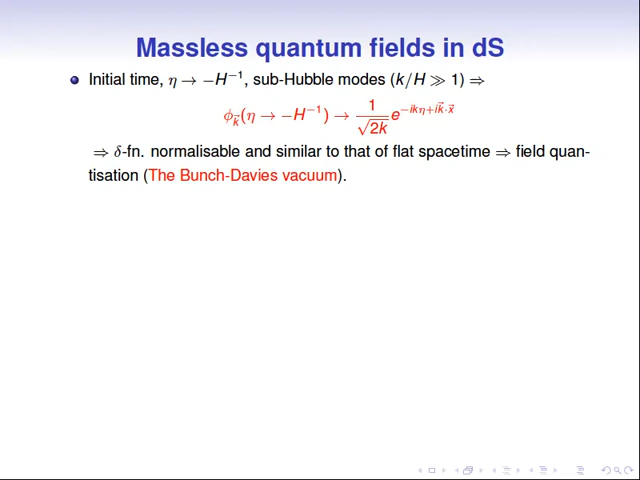 Massless quantum fields in dS
Initial time, η → −H⁻¹, sub-Hubble modes (k/H ≫ 1) ⇒
ϕ_k⃗(η → −H⁻¹) → 1/√2k e^{−ikη+ik⃗·x⃗}
⇒ δ-fn. normalisable and similar to that of flat spacetime ⇒ field quan-
tisation (The Bunch-Davies vacuum).